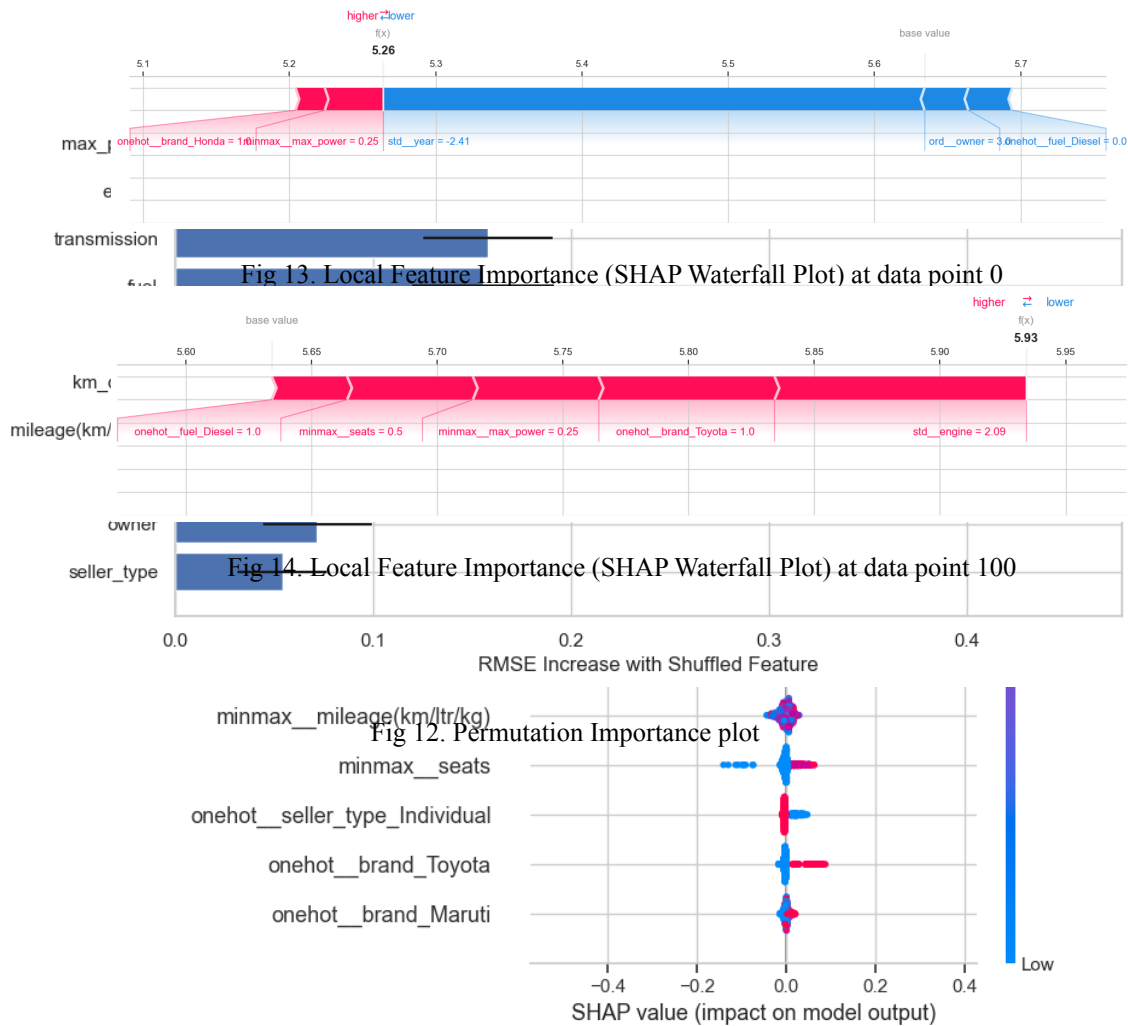 higher ⇄ lower
f(x)
base value
5.26
5.1 5.2 5.3 5.4 5.5 5.6 5.7
onehot__brand_Honda = 1.0 minmax__max_power = 0.25 std__year = -2.41 ord__owner = 3.0 onehot__fuel_Diesel = 0.0
max_p
e
transmission
fuel
Fig 13. Local Feature Importance (SHAP Waterfall Plot) at data point 0
higher ⇄ lower
base value
f(x)
5.93
5.60 5.65 5.70 5.75 5.80 5.85 5.90 5.95
km_d
mileage(km/
onehot__fuel_Diesel = 1.0 minmax__seats = 0.5 minmax__max_power = 0.25 onehot__brand_Toyota = 1.0 std__engine = 2.09
owner
seller_type
Fig 14. Local Feature Importance (SHAP Waterfall Plot) at data point 100
0.0 0.1 0.2 0.3 0.4
RMSE Increase with Shuffled Feature
minmax__mileage(km/ltr/kg)
Fig 12. Permutation Importance plot
minmax__seats
onehot__seller_type_Individual
onehot__brand_Toyota
onehot__brand_Maruti
Low
−0.4 −0.2 0.0 0.2 0.4
SHAP value (impact on model output)